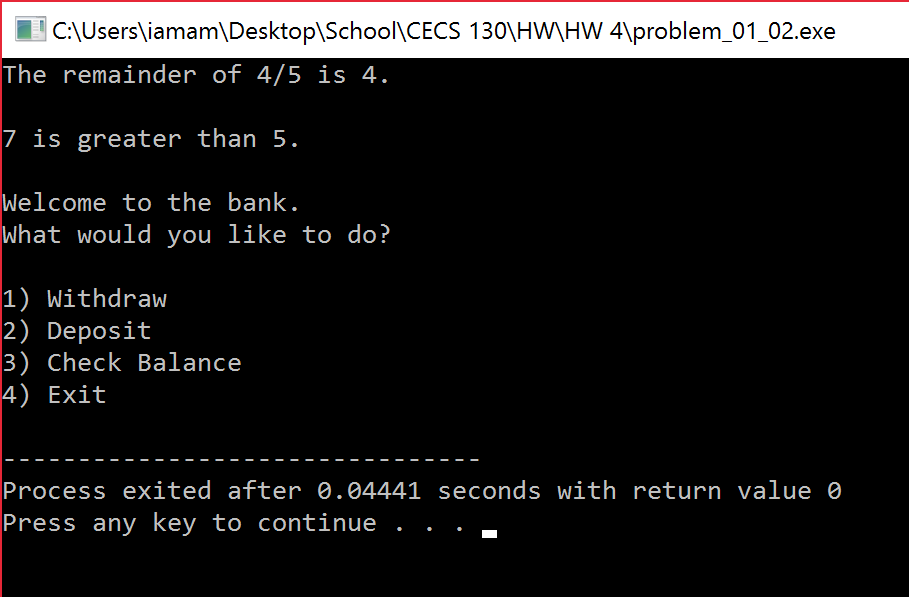 C:\Users\iamam\Desktop\School\CECS 130\HW\HW 4\problem_01_02.exe
The remainder of 4/5 is 4.
7 is greater than 5.
Welcome to the bank.
What would you like to do?
1) Withdraw
2) Deposit
3) Check Balance
4) Exit
--------------------------------
Process exited after 0.04441 seconds with return value 0
Press any key to continue . . .